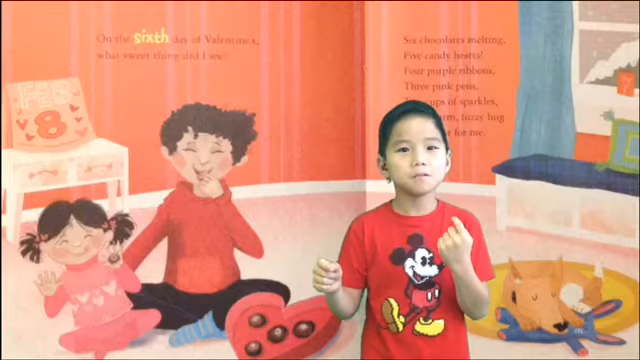 On the sixth day of Valentine's,
what sweet thing did I see?
FEB
8
Six chocolates melting,
Five candy hearts!
Four purple ribbons,
Three pink pens,
cups of sparkles,
fuzzy hug
for me.